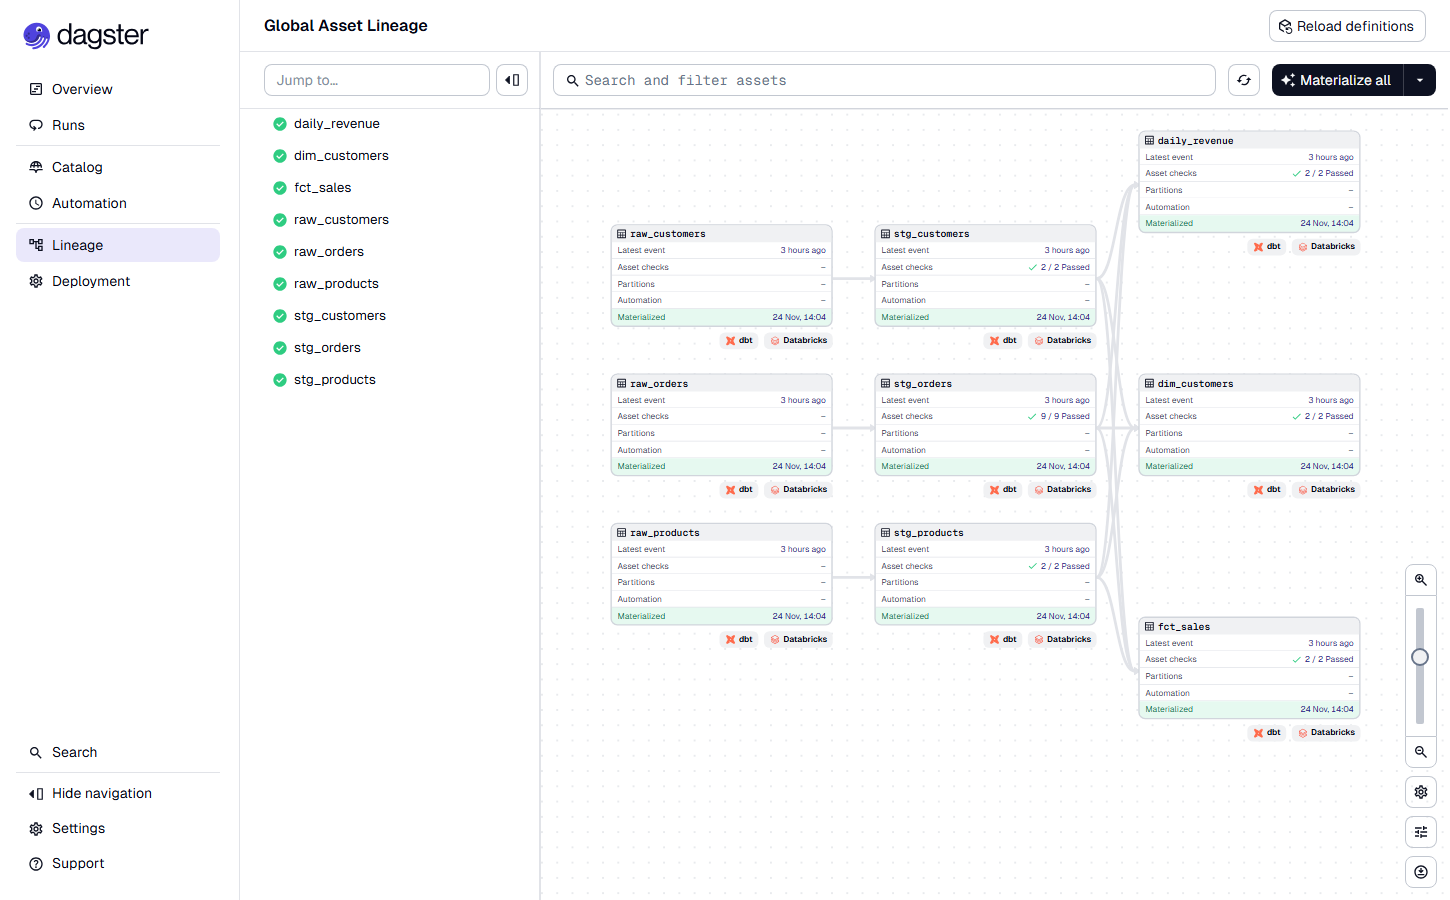 dagster
Overview
Runs
Catalog
Automation
Lineage
Deployment
Search
Hide navigation
Settings
Support
Global Asset Lineage
Reload definitions
Jump to…
Search and filter assets
Materialize all
daily_revenue
dim_customers
fct_sales
raw_customers
raw_orders
raw_products
stg_customers
stg_orders
stg_products
raw_customers
Latest event 3 hours ago
Asset checks –
Partitions –
Automation –
Materialized 24 Nov, 14:04
dbt Databricks
raw_orders
Latest event 3 hours ago
Asset checks –
Partitions –
Automation –
Materialized 24 Nov, 14:04
dbt Databricks
raw_products
Latest event 3 hours ago
Asset checks –
Partitions –
Automation –
Materialized 24 Nov, 14:04
dbt Databricks
stg_customers
Latest event 3 hours ago
Asset checks 2 / 2 Passed
Partitions –
Automation –
Materialized 24 Nov, 14:04
dbt Databricks
stg_orders
Latest event 3 hours ago
Asset checks 9 / 9 Passed
Partitions –
Automation –
Materialized 24 Nov, 14:04
dbt Databricks
stg_products
Latest event 3 hours ago
Asset checks 2 / 2 Passed
Partitions –
Automation –
Materialized 24 Nov, 14:04
dbt Databricks
daily_revenue
Latest event 3 hours ago
Asset checks 2 / 2 Passed
Partitions –
Automation –
Materialized 24 Nov, 14:04
dbt Databricks
dim_customers
Latest event 3 hours ago
Asset checks 2 / 2 Passed
Partitions –
Automation –
Materialized 24 Nov, 14:04
dbt Databricks
fct_sales
Latest event 3 hours ago
Asset checks 2 / 2 Passed
Partitions –
Automation –
Materialized 24 Nov, 14:04
dbt Databricks